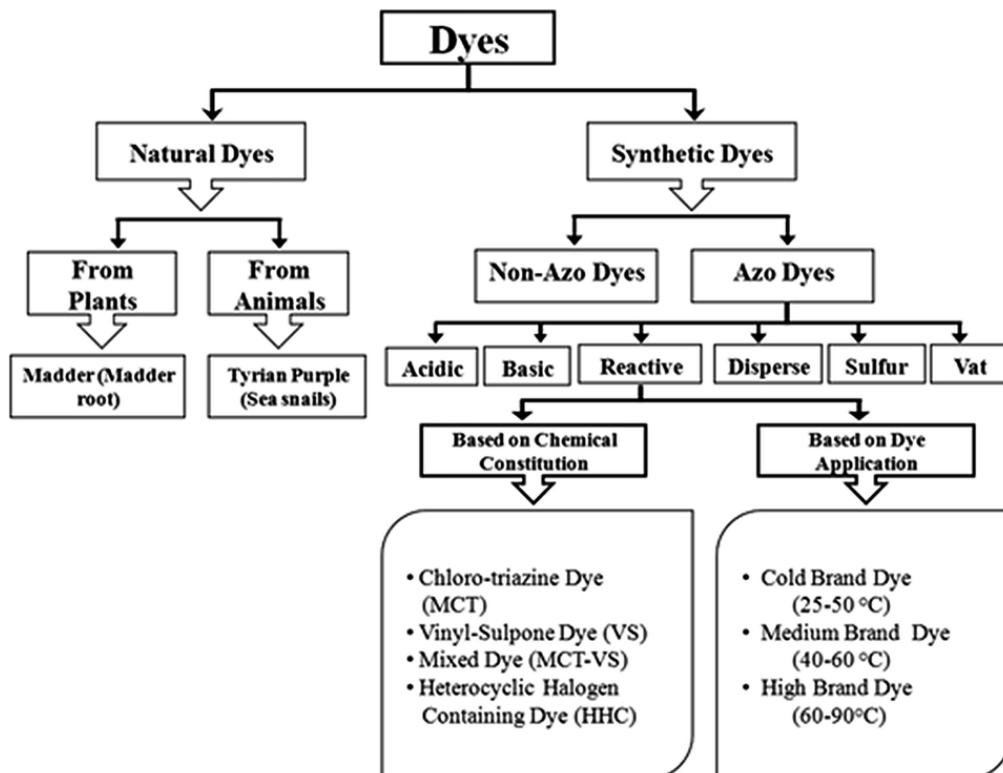 Dyes
Natural Dyes
Synthetic Dyes
From
Plants
From
Animals
Non-Azo Dyes
Azo Dyes
Madder (Madder
root)
Tyrian Purple
(Sea snails)
Acidic
Basic
Reactive
Disperse
Sulfur
Vat
Based on Chemical
Constitution
Based on Dye
Application
• Chloro-triazine Dye
(MCT)
• Vinyl-Sulpone Dye (VS)
• Mixed Dye (MCT-VS)
• Heterocyclic Halogen
Containing Dye (HHC)
• Cold Brand Dye
(25-50 °C)
• Medium Brand Dye
(40-60 °C)
• High Brand Dye
(60-90°C)